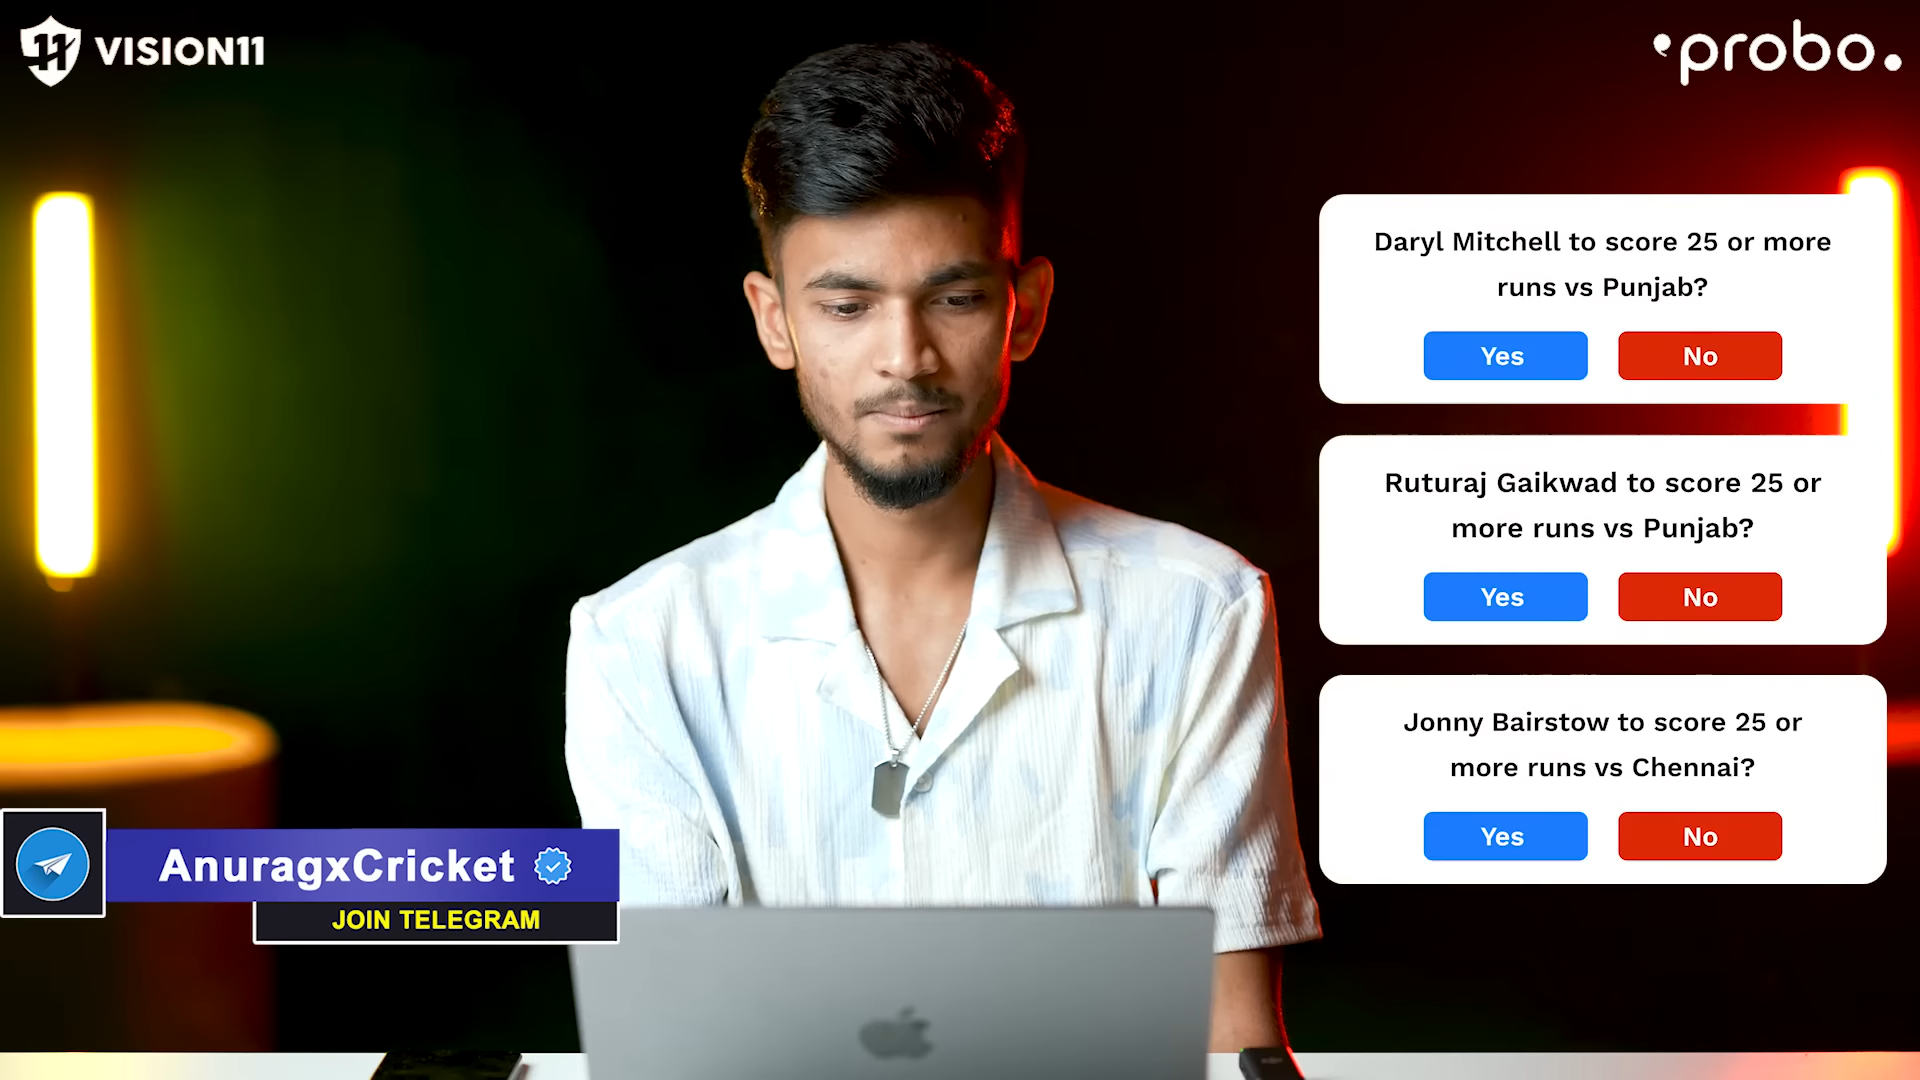 VISION11
probo.
Daryl Mitchell to score 25 or more
runs vs Punjab?
Yes No
Ruturaj Gaikwad to score 25 or
more runs vs Punjab?
Yes No
Jonny Bairstow to score 25 or
more runs vs Chennai?
Yes No
AnuragxCricket
JOIN TELEGRAM